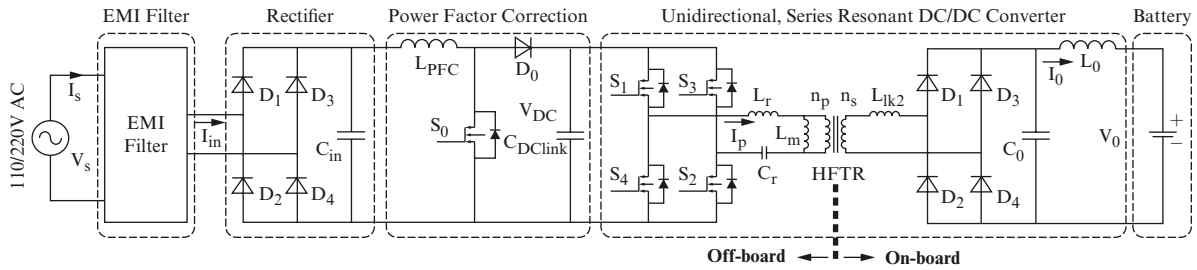 EMI Filter
Rectifier
Power Factor Correction
Unidirectional, Series Resonant DC/DC Converter
Battery
110/220V AC
I_s
V_s
EMI
Filter
I_in
D_1
D_3
D_2
D_4
C_in
L_PFC
D_0
S_0
V_DC
C_DClink
S_1
S_3
S_4
S_2
L_r
I_p
L_m
C_r
n_p
n_s
HFTR
L_lk2
D_1
D_3
D_2
D_4
C_0
I_0
L_0
V_0
+
−
Off-board
On-board